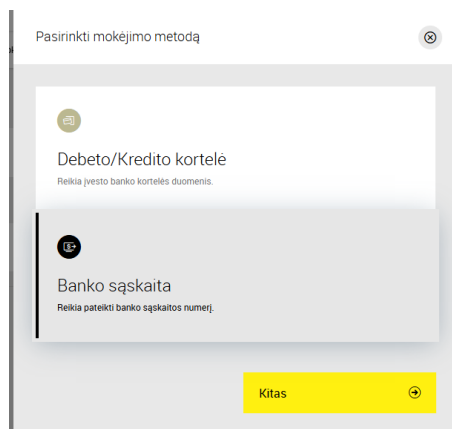 Pasirinkti mokėjimo metodą
Debeto/Kredito kortelė
Reikia įvesto banko kortelės duomenis.
Banko sąskaita
Reikia pateikti banko sąskaitos numerį.
Kitas